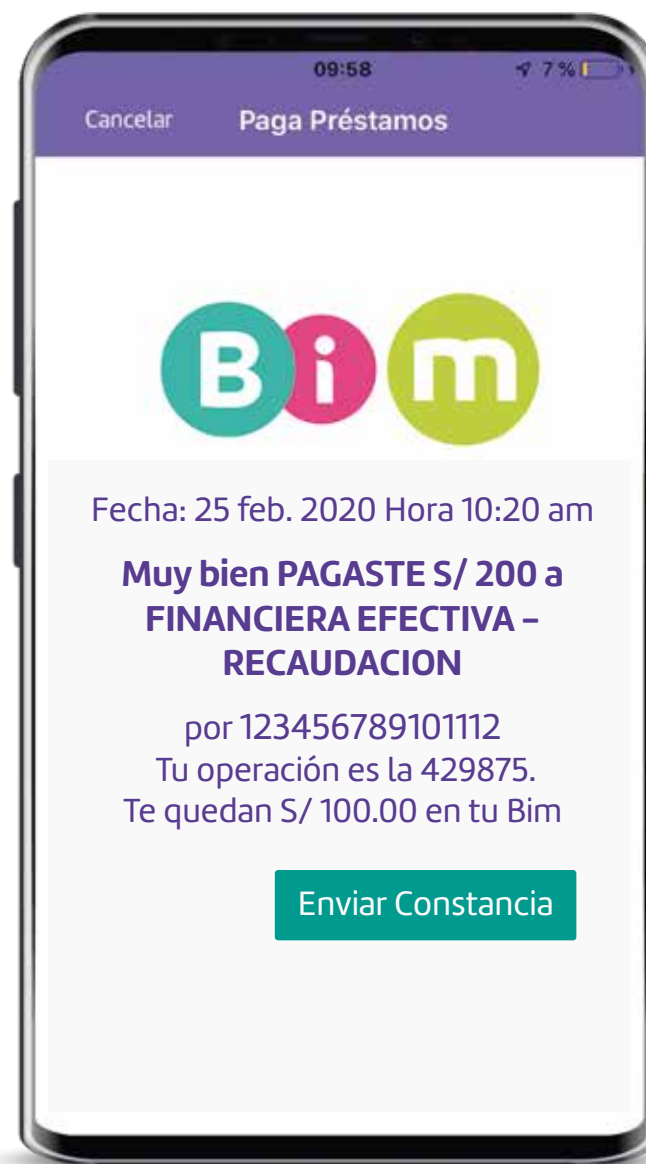 09:58 7 %
Cancelar Paga Préstamos
Bim
Fecha: 25 feb. 2020 Hora 10:20 am
Muy bien PAGASTE S/ 200 a
FINANCIERA EFECTIVA –
RECAUDACION
por 123456789101112
Tu operación es la 429875.
Te quedan S/ 100.00 en tu Bim
Enviar Constancia